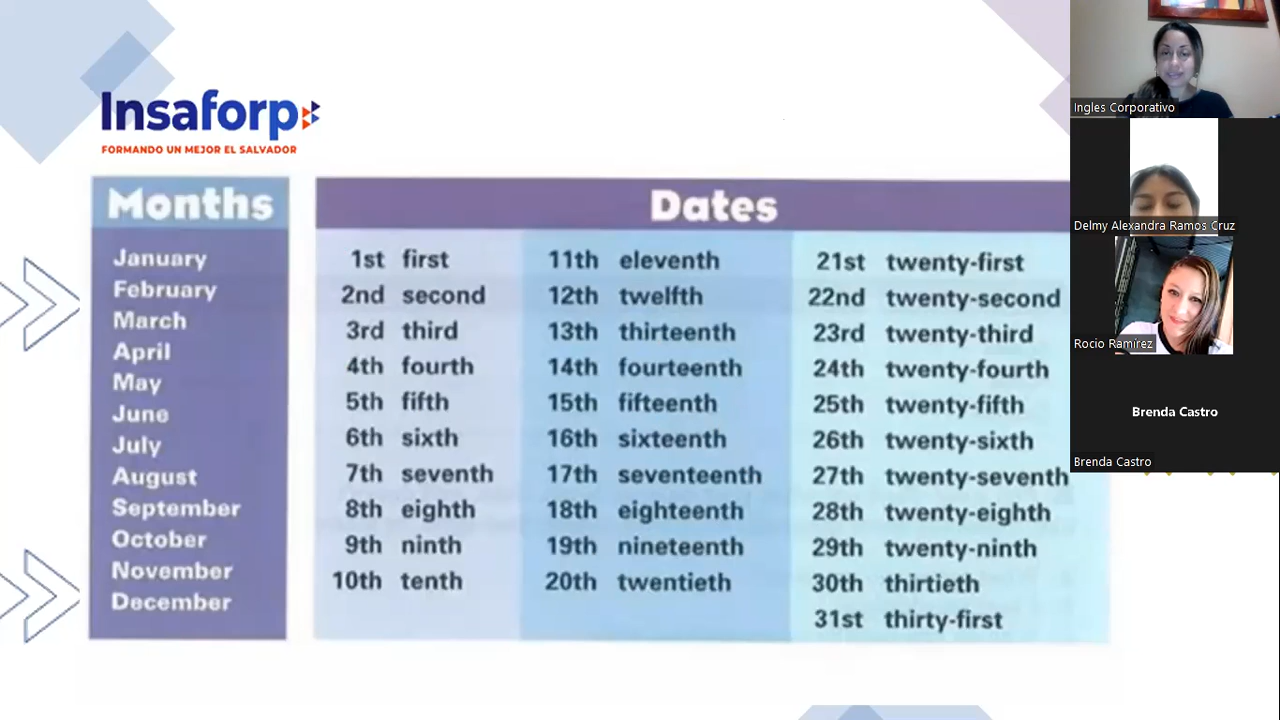 Insaforp
FORMANDO UN MEJOR EL SALVADOR
Months
January
February
March
April
May
June
July
August
September
October
November
December
Dates
1st first
2nd second
3rd third
4th fourth
5th fifth
6th sixth
7th seventh
8th eighth
9th ninth
10th tenth
11th eleventh
12th twelfth
13th thirteenth
14th fourteenth
15th fifteenth
16th sixteenth
17th seventeenth
18th eighteenth
19th nineteenth
20th twentieth
21st twenty-first
22nd twenty-second
23rd twenty-third
24th twenty-fourth
25th twenty-fifth
26th twenty-sixth
27th twenty-seventh
28th twenty-eighth
29th twenty-ninth
30th thirtieth
31st thirty-first
Ingles Corporativo
Delmy Alexandra Ramos Cruz
Rocio Ramirez
Brenda Castro
Brenda Castro